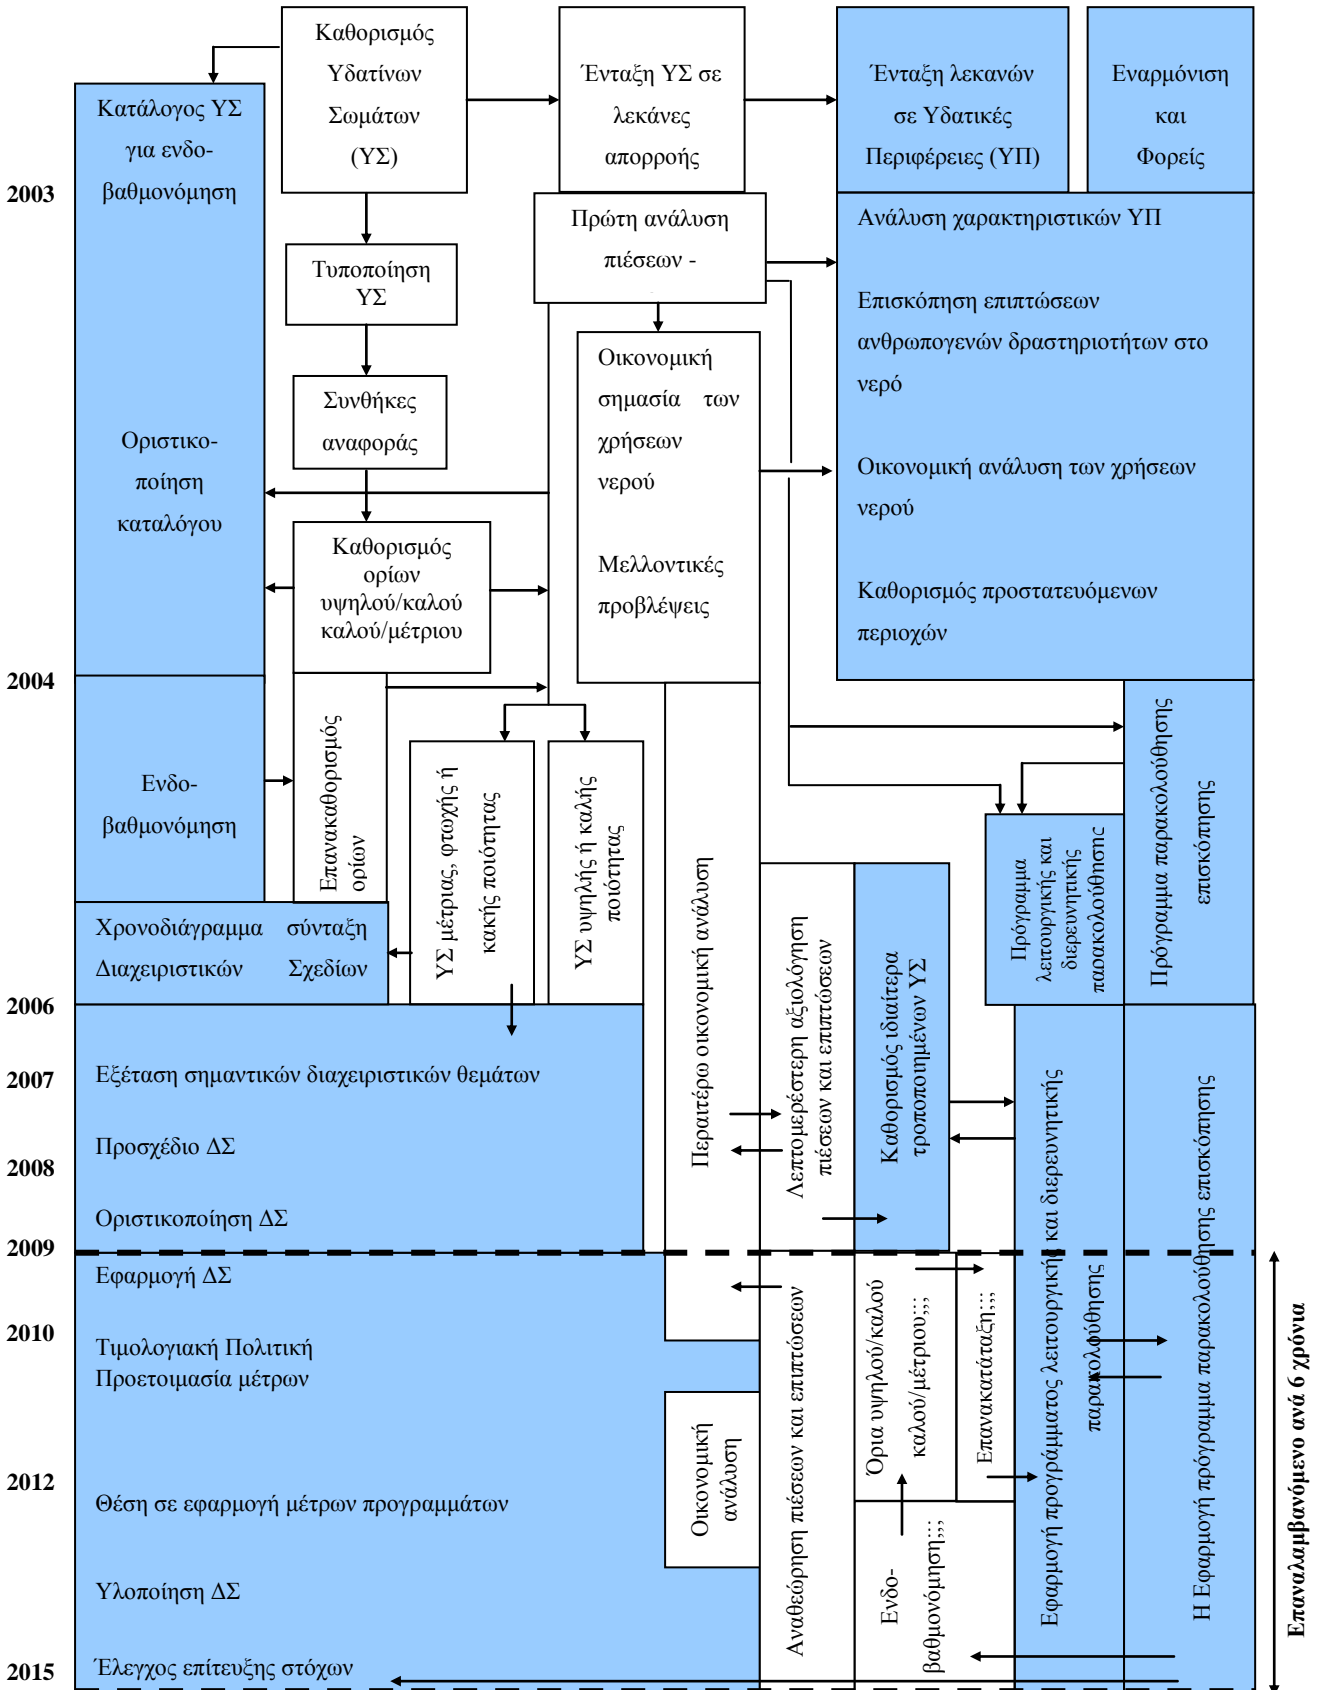 Καθορισμός
Υδατίνων
Σωμάτων
(ΥΣ)
Ένταξη ΥΣ σε
λεκάνες
απορροής
Ένταξη λεκανών
σε Υδατικές
Περιφέρειες (ΥΠ)
Εναρμόνιση
και
Φορείς
Κατάλογος ΥΣ
για ενδο-
βαθμονόμηση
2003
Πρώτη ανάλυση
πιέσεων -
Ανάλυση χαρακτηριστικών ΥΠ
Επισκόπηση επιπτώσεων
ανθρωπογενών δραστηριοτήτων στο
νερό
Οικονομική ανάλυση των χρήσεων
νερού
Καθορισμός προστατευόμενων
περιοχών
Τυποποίηση
ΥΣ
Συνθήκες
αναφοράς
Οικονομική
σημασία των
χρήσεων
νερού
Μελλοντικές
προβλέψεις
Οριστικο-
ποίηση
καταλόγου
Καθορισμός
ορίων
υψηλού/καλού
καλού/μέτριου
2004
Ενδο-
βαθμονόμηση
Επανακαθορισμός
ορίων
ΥΣ μέτριας, φτωχής ή
κακής ποιότητας
ΥΣ υψηλής ή καλής
ποιότητας
Περαιτέρω οικονομική ανάλυση
Λεπτομερέστερη αξιολόγηση
πιέσεων και επιπτώσεων
Καθορισμός ιδιαίτερα
τροποποιημένων ΥΣ
Πρόγραμμα
λειτουργικής και
διερευνητικής
παρακολούθησης
Πρόγραμμα παρακολούθησης
επισκόπησης
Χρονοδιάγραμμα σύνταξη
Διαχειριστικών Σχεδίων
2006
2007
Εξέταση σημαντικών διαχειριστικών θεμάτων
Προσχέδιο ΔΣ
2008
Οριστικοποίηση ΔΣ
2009
Εφαρμογή ΔΣ
2010
Τιμολογιακή Πολιτική
Προετοιμασία μέτρων
2012
Θέση σε εφαρμογή μέτρων προγραμμάτων
Υλοποίηση ΔΣ
2015
Έλεγχος επίτευξης στόχων
Οικονομική
ανάλυση
Αναθεώρηση πιέσεων και επιπτώσεων
Όρια υψηλού/καλού
καλού/μέτριου;;;
Επανακατάταξη;;;
Ενδο-
βαθμονόμηση;;;
Εφαρμογή προγράμματος λειτουργικής και διερευνητικής
παρακολούθησης
Η Εφαρμογή πρόγραμμα παρακολούθησης επισκόπησης
Επαναλαμβανόμενο ανά 6 χρόνια